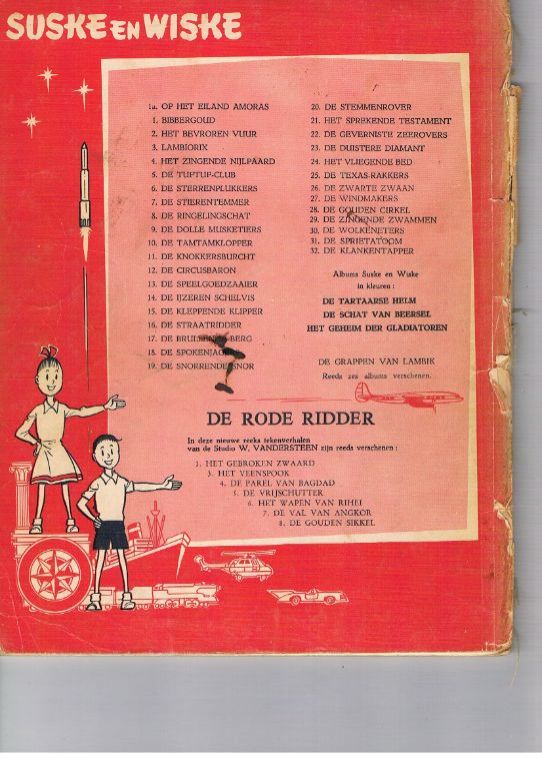 SUSKE EN WISKE
1a. OP HET EILAND AMORAS
1. BIBBERGOUD
2. HET BEVROREN VUUR
3. LAMBIORIX
4. HET ZINGENDE NIJLPAARD
5. DE TUFTUF-CLUB
6. DE STERRENPLUKKERS
7. DE STIERENTEMMER
8. DE RINGELINGSCHAT
9. DE DOLLE MUSKETIERS
10. DE TAMTAMKLOPPER
11. DE KNOKKERSBURCHT
12. DE CIRCUSBARON
13. DE SPEELGOEDZAAIER
14. DE IJZEREN SCHELVIS
15. DE KLEPPENDE KLIPPER
16. DE STRAATRIDDER
17. DE BRULLENDE BERG
18. DE SPOKENJAGERS
19. DE SNORRENDE SNOR
20. DE STEMMENROVER
21. HET SPREKENDE TESTAMENT
22. DE GEVERNISTE ZEEROVERS
23. DE DUISTERE DIAMANT
24. HET VLIEGENDE BED
25. DE TEXAS-RAKKERS
26. DE ZWARTE ZWAAN
27. DE WINDMAKERS
28. DE GOUDEN CIRKEL
29. DE ZINGENDE ZWAMMEN
30. DE WOLKENETERS
31. DE SPRIETATOOM
32. DE KLANKENTAPPER
Albums Suske en Wiske
in kleuren :
DE TARTAARSE HELM
DE SCHAT VAN BEERSEL
HET GEHEIM DER GLADIATOREN
DE GRAPPEN VAN LAMBIK
Reeds zes albums verschenen.
DE RODE RIDDER
In deze nieuwe reeks tekenverhalen
van de Studio W. VANDERSTEEN zijn reeds verschenen :
1. HET GEBROKEN ZWAARD
3. HET VEENSPOOK
4. DE PAREL VAN BAGDAD
5. DE VRIJSCHUTTER
6. HET WAPEN VAN RIHEI
7. DE VAL VAN ANGKOR
8. DE GOUDEN SIKKEL